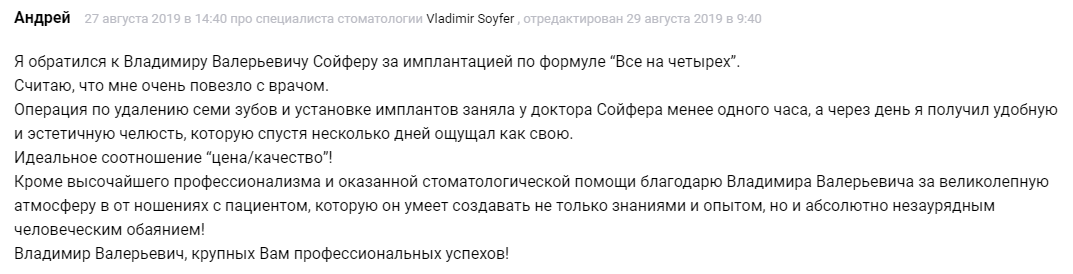 Андрей 27 августа 2019 в 14:40 про специалиста стоматологии Vladimir Soyfer , отредактирован 29 августа 2019 в 9:40
Я обратился к Владимиру Валерьевичу Сойферу за имплантацией по формуле “Все на четырех”.
Считаю, что мне очень повезло с врачом.
Операция по удалению семи зубов и установке имплантов заняла у доктора Сойфера менее одного часа, а через день я получил удобную
и эстетичную челюсть, которую спустя несколько дней ощущал как свою.
Идеальное соотношение “цена/качество”!
Кроме высочайшего профессионализма и оказанной стоматологической помощи благодарю Владимира Валерьевича за великолепную
атмосферу в от ношениях с пациентом, которую он умеет создавать не только знаниями и опытом, но и абсолютно незаурядным
человеческим обаянием!
Владимир Валерьевич, крупных Вам профессиональных успехов!